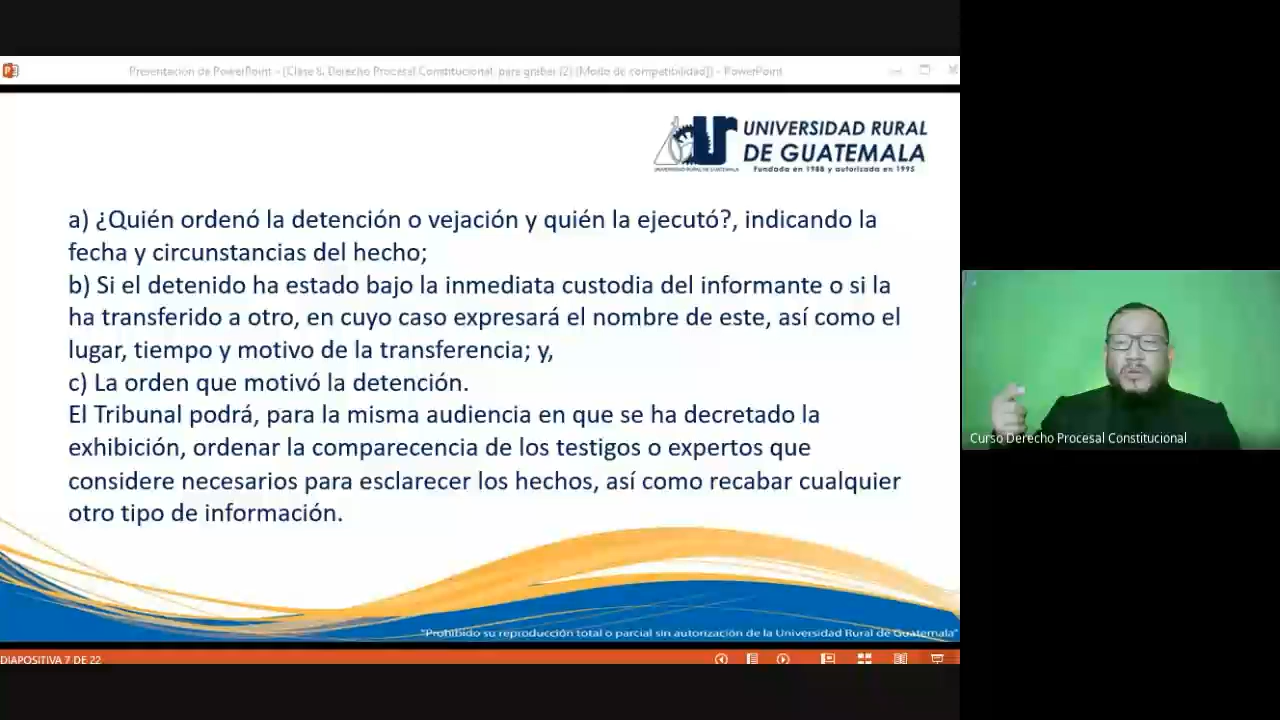 Presentación de PowerPoint - [Clase 8. Derecho Procesal Constitucional para grabar (2) [Modo de compatibilidad]] - PowerPoint
UNIVERSIDAD RURAL
DE GUATEMALA
Fundada en 1988 y autorizada en 1995
UNIVERSIDAD RURAL DE GUATEMALA
a) ¿Quién ordenó la detención o vejación y quién la ejecutó?, indicando la
fecha y circunstancias del hecho;
b) Si el detenido ha estado bajo la inmediata custodia del informante o si la
ha transferido a otro, en cuyo caso expresará el nombre de este, así como el
lugar, tiempo y motivo de la transferencia; y,
c) La orden que motivó la detención.
El Tribunal podrá, para la misma audiencia en que se ha decretado la
exhibición, ordenar la comparecencia de los testigos o expertos que
considere necesarios para esclarecer los hechos, así como recabar cualquier
otro tipo de información.
"Prohibido su reproducción total o parcial sin autorización de la Universidad Rural de Guatemala"
DIAPOSITIVA 7 DE 22
Curso Derecho Procesal Constitucional